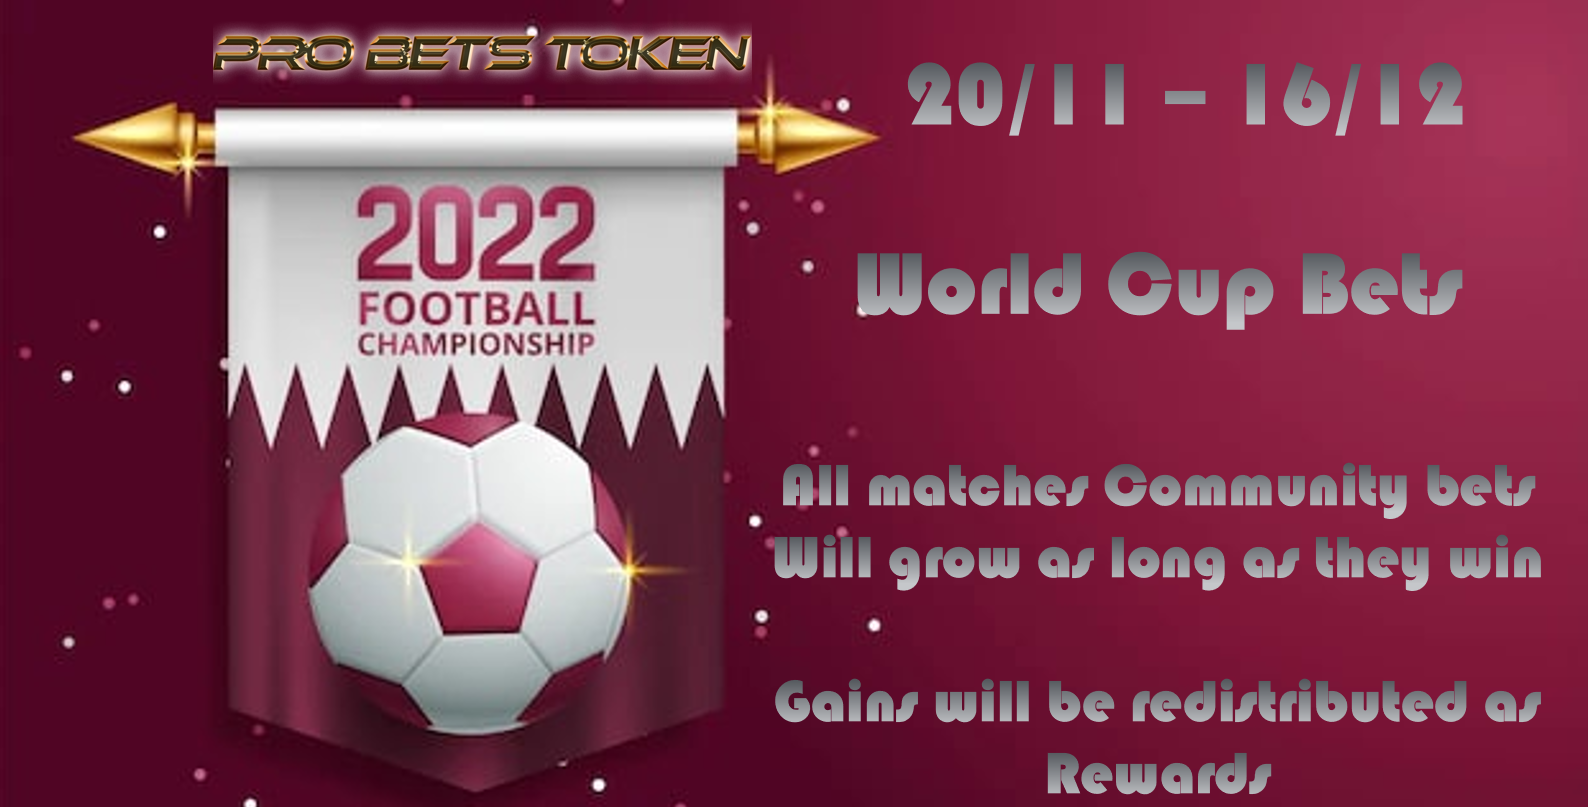 PRO BETS TOKEN
2022
FOOTBALL
CHAMPIONSHIP
20/11 – 16/12
World Cup Bets
All matches Community bets
Will grow as long as they win
Gains will be redistributed as
Rewards